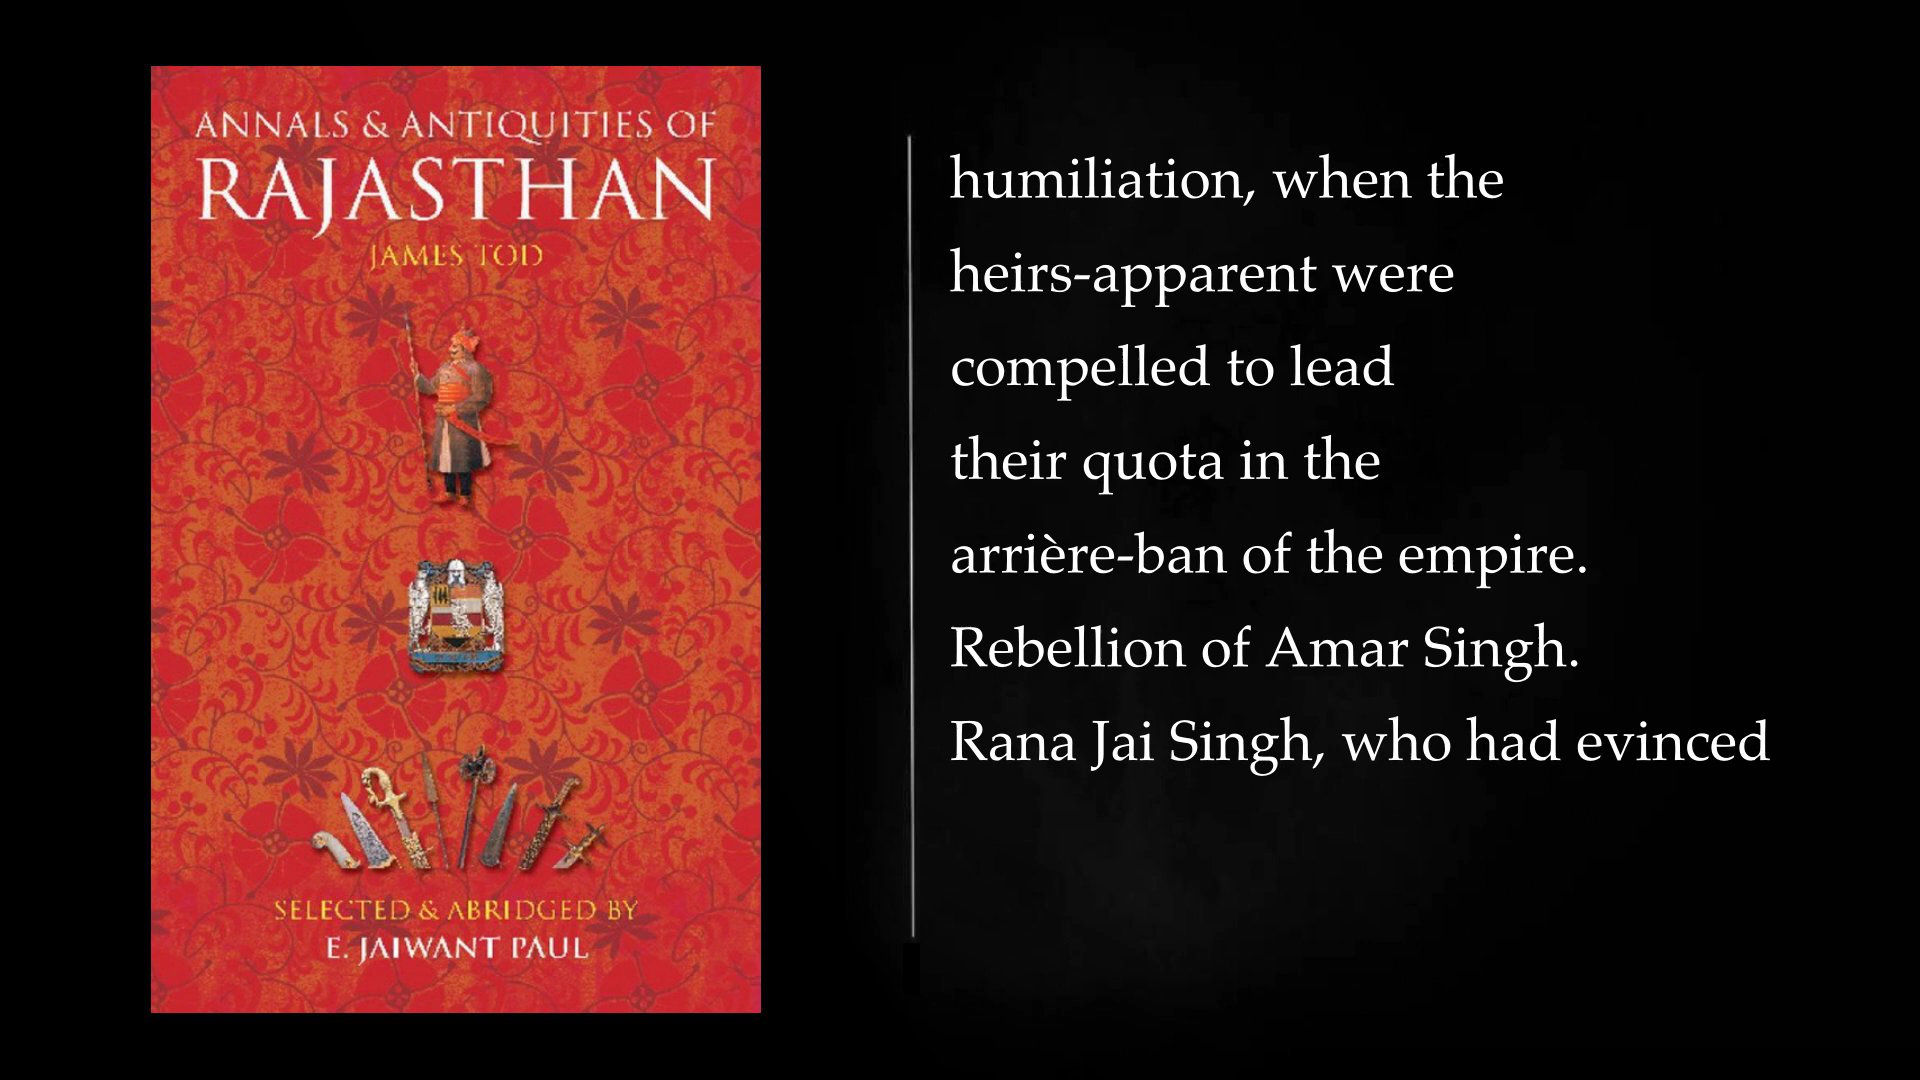 ANNALS & ANTIQUITIES OF
RAJASTHAN
JAMES TOD
SELECTED & ABRIDGED BY
E. JAIWANT PAUL
humiliation, when the
heirs-apparent were
compelled to lead
their quota in the
arrière-ban of the empire.
Rebellion of Amar Singh.
Rana Jai Singh, who had evinced